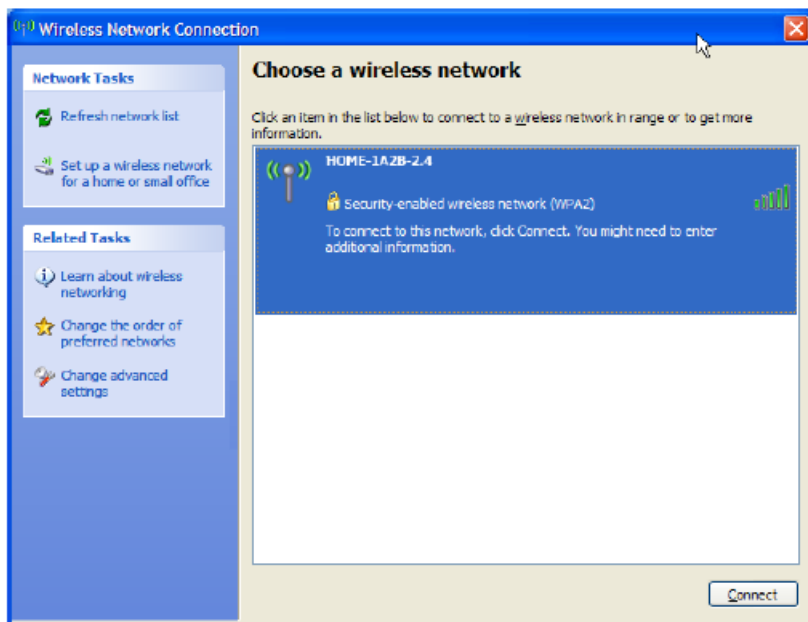 Wireless Network Connection
Network Tasks
Refresh network list
Set up a wireless network
for a home or small office
Related Tasks
Learn about wireless
networking
Change the order of
preferred networks
Change advanced
settings
Choose a wireless network
Click an item in the list below to connect to a wireless network in range or to get more
information.
HOME-1A2B-2.4
Security-enabled wireless network (WPA2)
To connect to this network, click Connect. You might need to enter
additional information.
Connect